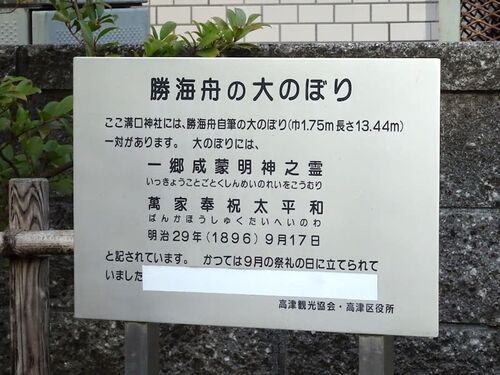 勝海舟の大のぼり
ここ溝口神社には、勝海舟自筆の大のぼり(巾1.75m長さ13.44m)
一対があります。 大のぼりには、
一郷咸蒙明神之霊
いっきょうことごとくしんめいのれいをこうむり
萬家奉祝太平和
ばんかほうしゅくたいへいのわ
明治29年(1896)9月17日
と記されています。 かつては9月の祭礼の日に立てられて
いました
高津観光協会・高津区役所